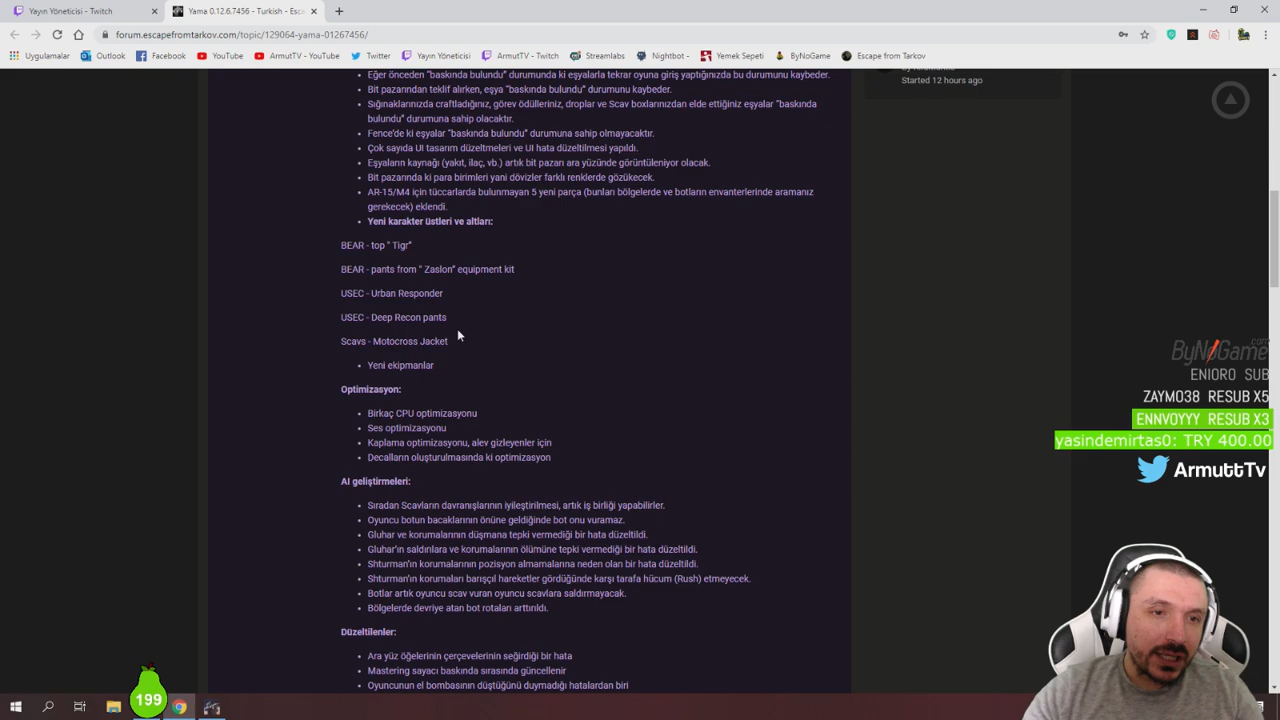 Yayın Yöneticisi - Twitch
Yama 0.12.6.7456 - Turkish - Esc
forum.escapefromtarkov.com/topic/129064-yama-01267456/
Uygulamalar
Outlook
Facebook
YouTube
ArmutTV - YouTube
Twitter
Yayın Yöneticisi
ArmutTV - Twitch
Streamlabs
Nightbot -
Yemek Sepeti
ByNoGame
Escape from Tarkov
Started 12 hours ago
Eğer önceden "baskında bulundu" durumunda ki eşyalarla tekrar oyuna giriş yaptığınızda bu durumunu kaybeder.
Bit pazarından teklif alırken, eşya "baskında bulundu" durumunu kaybeder.
Sığınaklarınızda craftladığınız, görev ödülleriniz, droplar ve Scav boxlarınızdan elde ettiğiniz eşyalar "baskında
bulundu" durumuna sahip olacaktır.
Fence'de ki eşyalar "baskında bulundu" durumuna sahip olmayacaktır.
Çok sayıda UI tasarım düzeltmeleri ve UI hata düzeltilmesi yapıldı.
Eşyaların kaynağı (yakıt, ilaç, vb.) artık bit pazarı ara yüzünde görüntüleniyor olacak.
Bit pazarında ki para birimleri yani dövizler farklı renklerde gözükecek.
AR-15/M4 için tüccarlarda bulunmayan 5 yeni parça (bunları bölgelerde ve botların envanterlerinde aramanız
gerekecek) eklendi.
Yeni karakter üstleri ve altları:
BEAR - top " Tigr"
BEAR - pants from " Zaslon" equipment kit
USEC - Urban Responder
USEC - Deep Recon pants
Scavs - Motocross Jacket
Yeni ekipmanlar
Optimizasyon:
Birkaç CPU optimizasyonu
Ses optimizasyonu
Kaplama optimizasyonu, alev gizleyenler için
Decalların oluşturulmasında ki optimizasyon
AI geliştirmeleri:
Sıradan Scavların davranışlarının iyileştirilmesi, artık iş birliği yapabilirler.
Oyuncu botun bacaklarının önüne geldiğinde bot onu vuramaz.
Gluhar ve korumalarının düşmana tepki vermediği bir hata düzeltildi.
Gluhar'ın saldırılara ve korumalarının ölümüne tepki vermediği bir hata düzeltildi.
Shturman'ın korumalarının pozisyon almamalarına neden olan bir hata düzeltildi.
Shturman'ın korumaları barışçıl hareketler gördüğünde karşı tarafa hücum (Rush) etmeyecek.
Botlar artık oyuncu scav vuran oyuncu scavlara saldırmayacak.
Bölgelerde devriye atan bot rotaları arttırıldı.
Düzeltilenler:
Ara yüz öğelerinin çerçevelerinin seğirdiği bir hata
Mastering sayacı baskında sırasında güncellenir
Oyuncunun el bombasının düştüğünü duymadığı hatalardan biri
ByNoGame.com
ENIORO SUB
ZAYMO38 RESUB X5
ENNVOYYY RESUB X3
yasindemirtas0: TRY 400.00
ArmuttTv
199